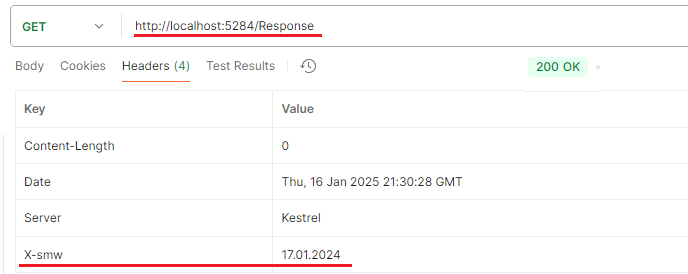 GET http://localhost:5284/Response
Body Cookies Headers (4) Test Results 200 OK
Key Value
Content-Length 0
Date Thu, 16 Jan 2025 21:30:28 GMT
Server Kestrel
X-smw 17.01.2024